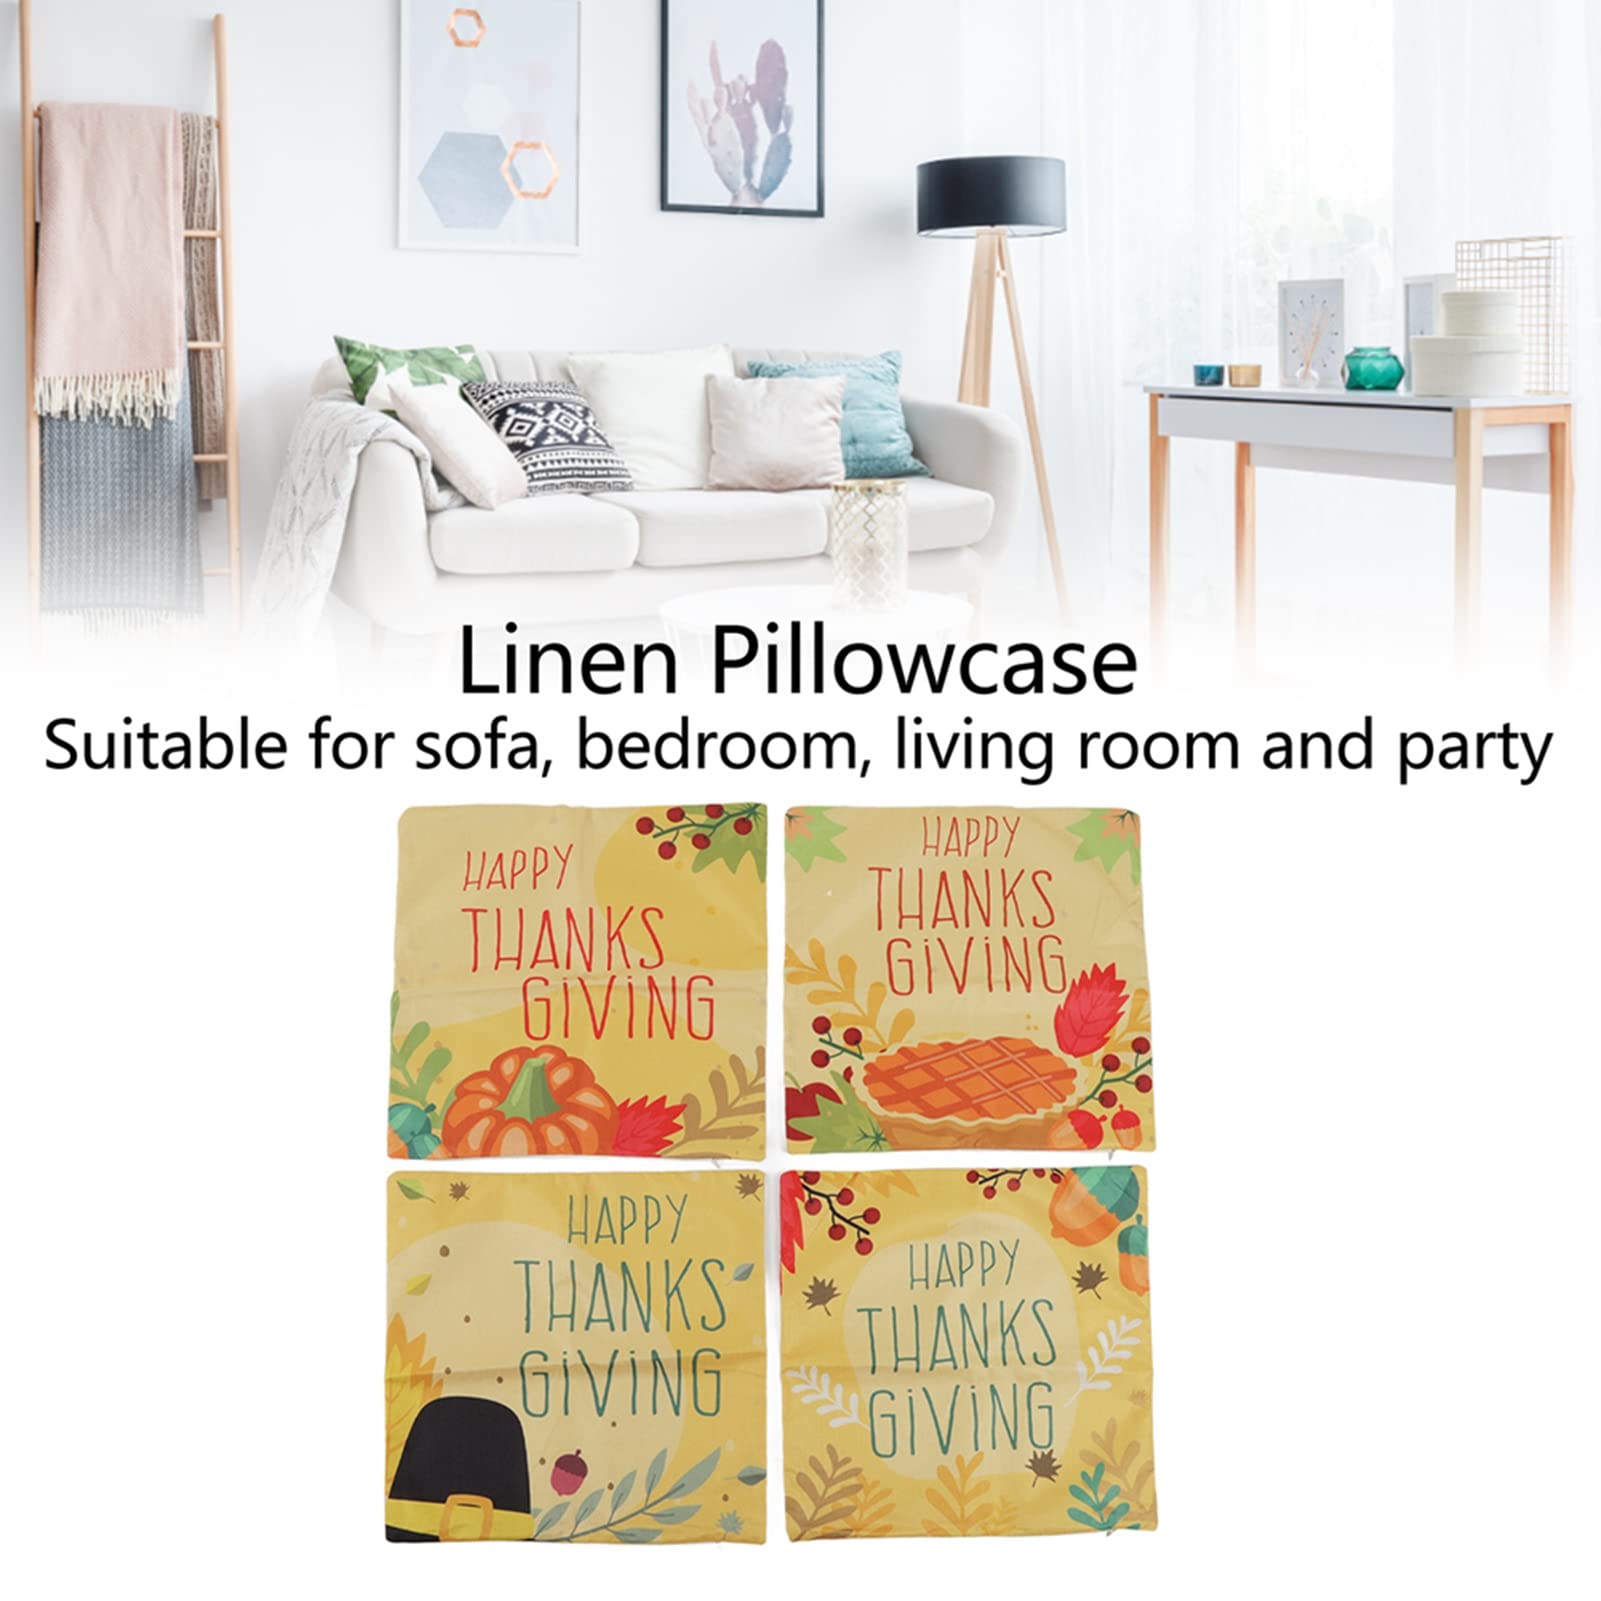 Linen Pillowcase
Suitable for sofa, bedroom, living room and party
HAPPY
THANKS
GiViNG
HAPPY
THANKS
GiViNG
HAPPY
THANKS
GiViNG
HAPPY
THANKS
GiViNG